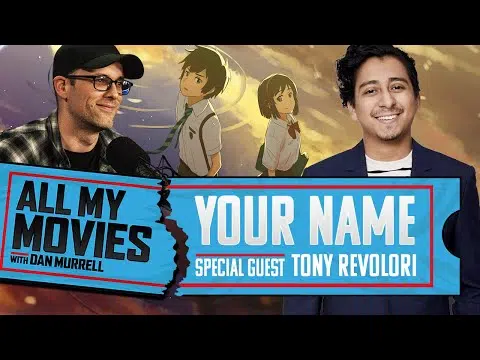 ALL MY
MOVIES
WITH DAN MURRELL
YOUR NAME
SPECIAL GUEST TONY REVOLORI